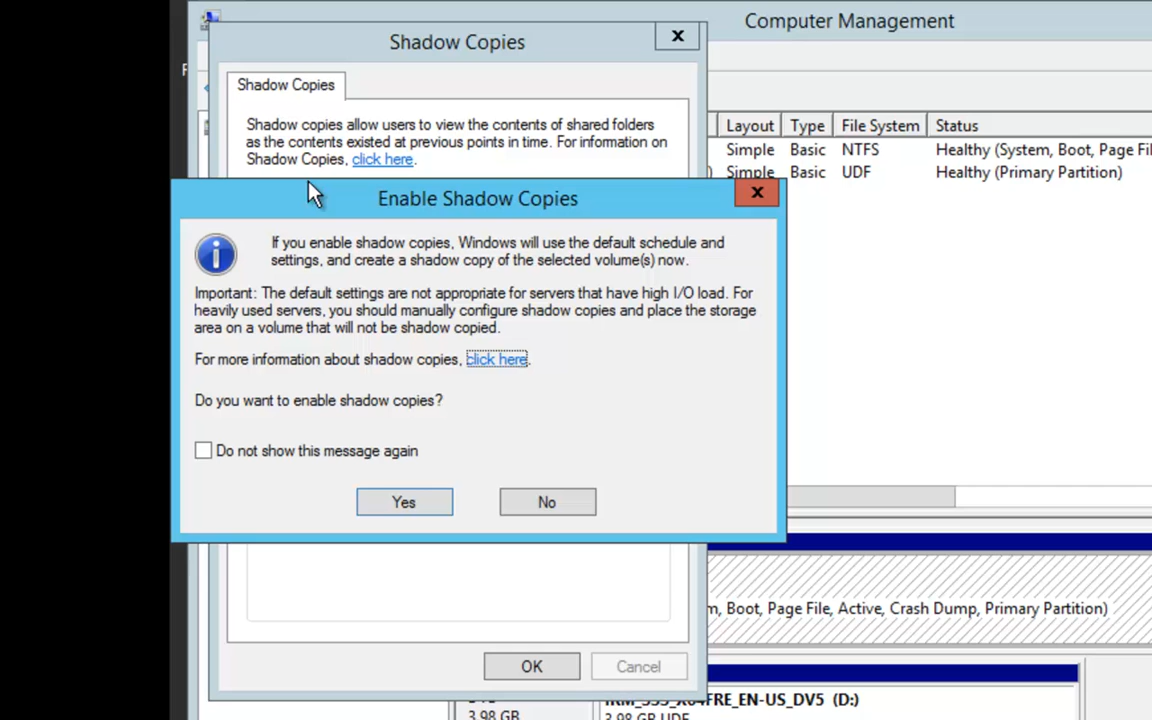 Computer Management
Shadow Copies
Shadow Copies
Shadow copies allow users to view the contents of shared folders
as the contents existed at previous points in time. For information on
Shadow Copies, click here.
Layout Type File System Status
Simple Basic NTFS Healthy (System, Boot, Page Fil
Simple Basic UDF Healthy (Primary Partition)
Enable Shadow Copies
If you enable shadow copies, Windows will use the default schedule and
settings, and create a shadow copy of the selected volume(s) now.
Important: The default settings are not appropriate for servers that have high I/O load. For
heavily used servers, you should manually configure shadow copies and place the storage
area on a volume that will not be shadow copied.
For more information about shadow copies, click here.
Do you want to enable shadow copies?
Do not show this message again
Yes No
m, Boot, Page File, Active, Crash Dump, Primary Partition)
OK Cancel
(D:)
3.98 GB 3.98 GB UDF